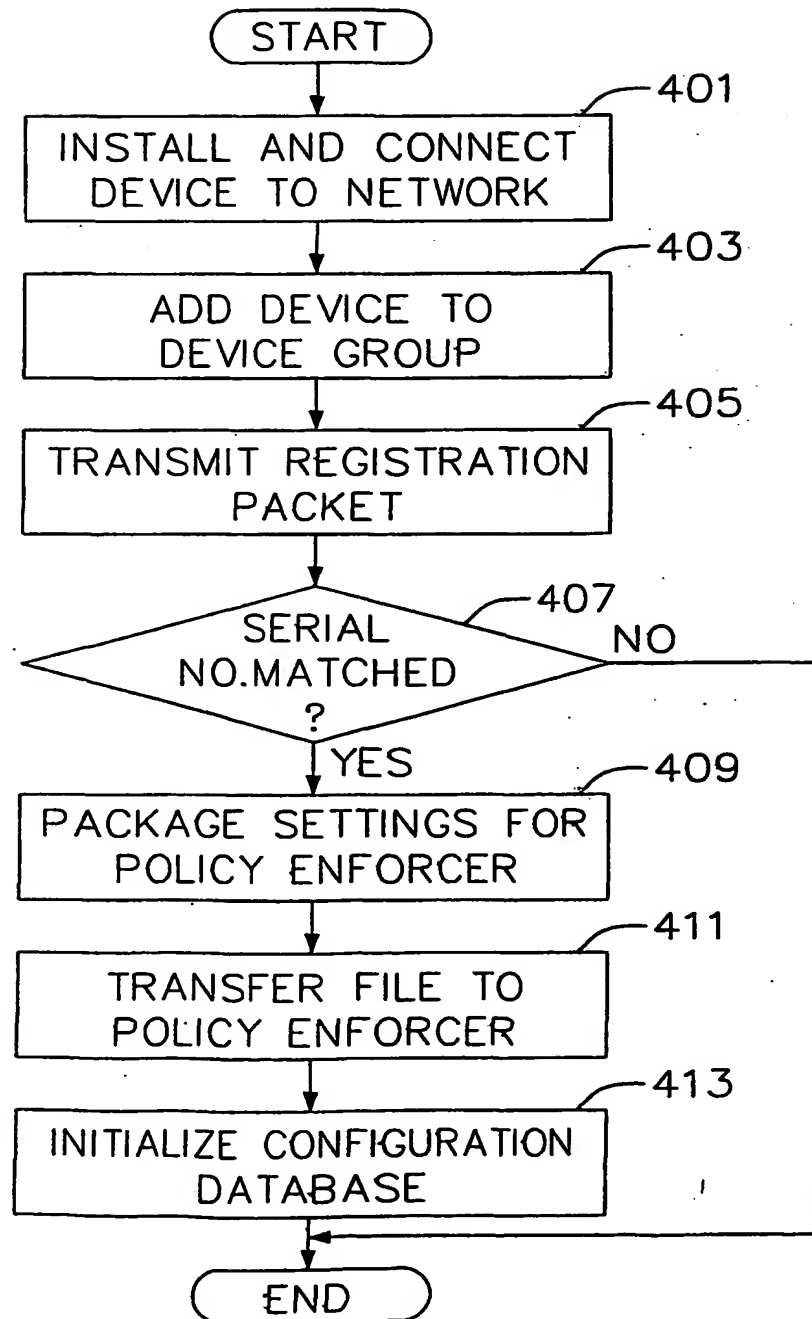 START
401
INSTALL AND CONNECT
DEVICE TO NETWORK
403
ADD DEVICE TO
DEVICE GROUP
405
TRANSMIT REGISTRATION
PACKET
407
SERIAL
NO.MATCHED
?
NO
YES
409
PACKAGE SETTINGS FOR
POLICY ENFORCER
411
TRANSFER FILE TO
POLICY ENFORCER
413
INITIALIZE CONFIGURATION
DATABASE
END